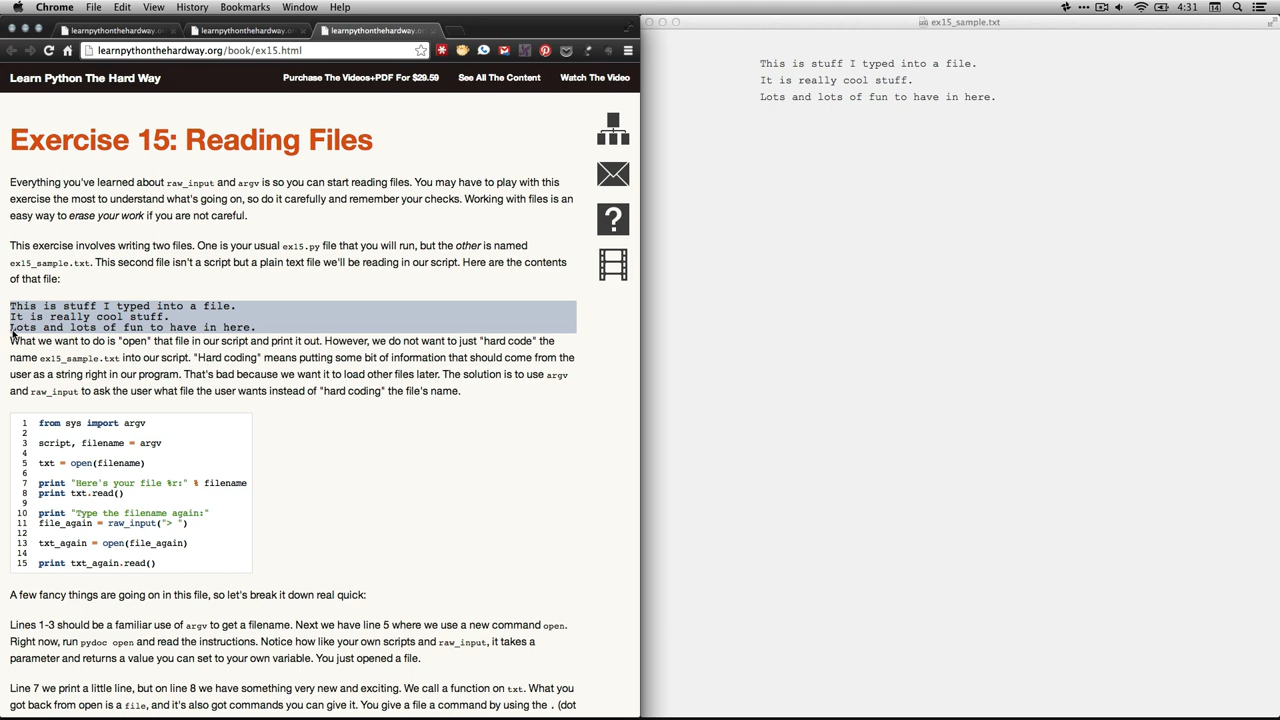 Chrome File Edit View History Bookmarks Window Help 4:31
learnpythonthehardway.org learnpythonthehardway.org learnpythonthehardway.org
ex15_sample.txt
learnpythonthehardway.org/book/ex15.html
Learn Python The Hard Way Purchase The Videos+PDF For $29.59 See All The Content Watch The Video
Exercise 15: Reading Files
Everything you've learned about raw_input and argv is so you can start reading files. You may have to play with this
exercise the most to understand what's going on, so do it carefully and remember your checks. Working with files is an
easy way to erase your work if you are not careful.
This exercise involves writing two files. One is your usual ex15.py file that you will run, but the other is named
ex15_sample.txt. This second file isn't a script but a plain text file we'll be reading in our script. Here are the contents
of that file:
This is stuff I typed into a file.
It is really cool stuff.
Lots and lots of fun to have in here.
What we want to do is "open" that file in our script and print it out. However, we do not want to just "hard code" the
name ex15_sample.txt into our script. "Hard coding" means putting some bit of information that should come from the
user as a string right in our program. That's bad because we want it to load other files later. The solution is to use argv
and raw_input to ask the user what file the user wants instead of "hard coding" the file's name.
1 from sys import argv
2
3 script, filename = argv
4
5 txt = open(filename)
6
7 print "Here's your file %r:" % filename
8 print txt.read()
9
10 print "Type the filename again:"
11 file_again = raw_input("> ")
12
13 txt_again = open(file_again)
14
15 print txt_again.read()
A few fancy things are going on in this file, so let's break it down real quick:
Lines 1-3 should be a familiar use of argv to get a filename. Next we have line 5 where we use a new command open.
Right now, run pydoc open and read the instructions. Notice how like your own scripts and raw_input, it takes a
parameter and returns a value you can set to your own variable. You just opened a file.
Line 7 we print a little line, but on line 8 we have something very new and exciting. We call a function on txt. What you
got back from open is a file, and it's also got commands you can give it. You give a file a command by using the . (dot
This is stuff I typed into a file.
It is really cool stuff.
Lots and lots of fun to have in here.